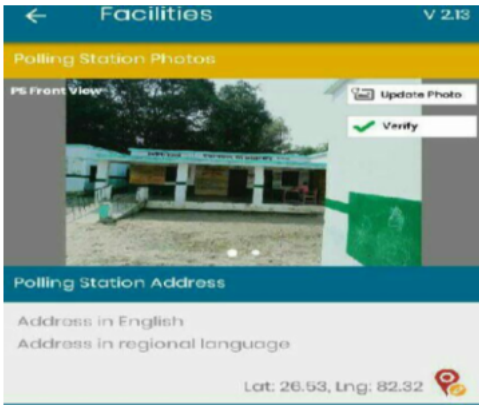 Facilities
V 2.13
Polling Station Photos
PS Front View
Update Photo
Verify
Polling Station Address
Address in English
Address in regional language
Lat: 26.53, Lng: 82.32